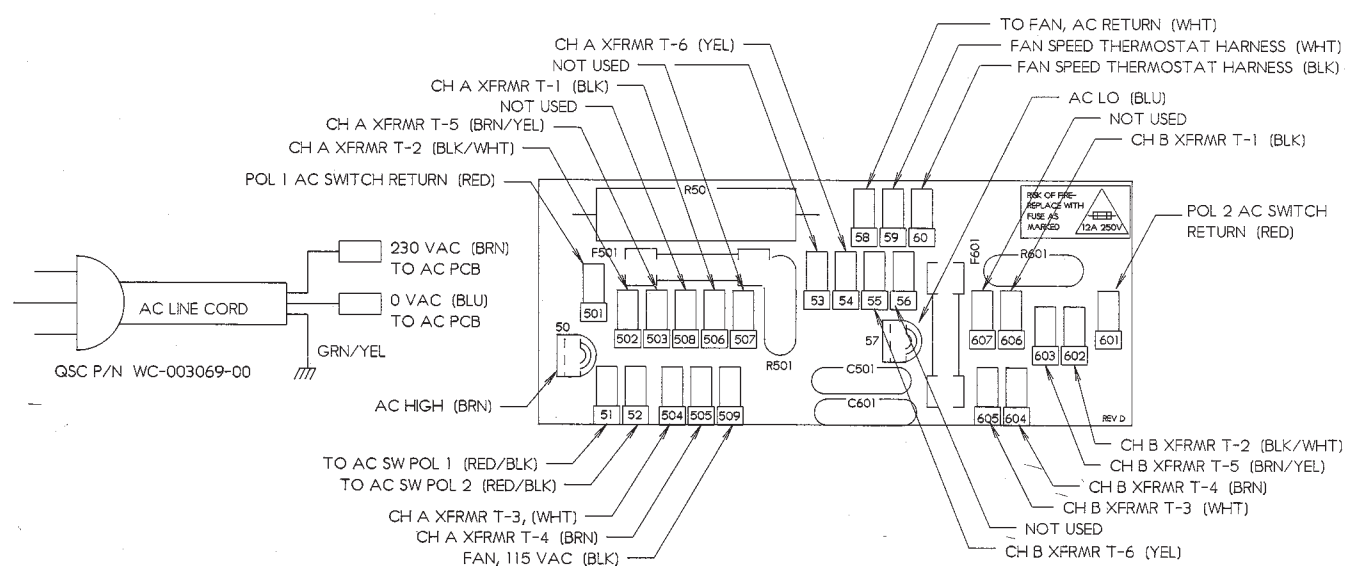 TO FAN, AC RETURN (WHT)
CH A XFRMR T-6 (YEL)
FAN SPEED THERMOSTAT HARNESS (WHT)
NOT USED
FAN SPEED THERMOSTAT HARNESS (BLK)
CH A XFRMR T-1 (BLK)
AC LO (BLU)
NOT USED
NOT USED
CH A XFRMR T-5 (BRN/YEL)
CH B XFRMR T-1 (BLK)
CH A XFRMR T-2 (BLK/WHT)
POL 1 AC SWITCH RETURN (RED)
R50
RISK OF FIRE-
REPLACE WITH
FUSE AS
MARKED
12A 250V
POL 2 AC SWITCH
RETURN (RED)
58 59 60
230 VAC (BRN)
TO AC PCB
F501
F601
R601
0 VAC (BLU)
TO AC PCB
AC LINE CORD
501
53 54 55 56
50
502 503 508 506 507
57
607 606
603 602
601
GRN/YEL
QSC P/N WC-003069-00
R501
C501
AC HIGH (BRN)
C601
51 52 504 505 509
605 604
REV D
CH B XFRMR T-2 (BLK/WHT)
TO AC SW POL 1 (RED/BLK)
CH B XFRMR T-5 (BRN/YEL)
TO AC SW POL 2 (RED/BLK)
CH B XFRMR T-4 (BRN)
CH B XFRMR T-3 (WHT)
CH A XFRMR T-3, (WHT)
NOT USED
CH A XFRMR T-4 (BRN)
CH B XFRMR T-6 (YEL)
FAN, 115 VAC (BLK)